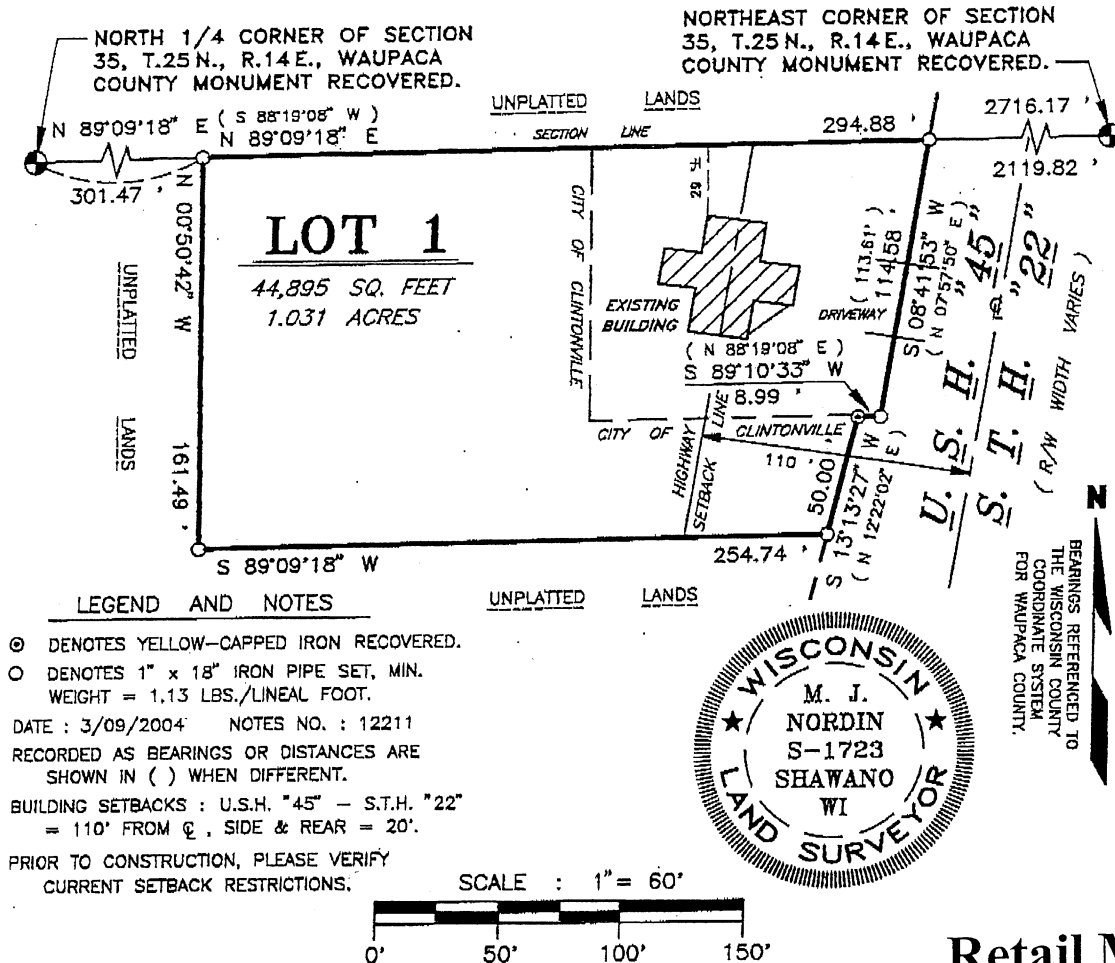 NORTH 1/4 CORNER OF SECTION
35, T.25 N., R.14 E., WAUPACA
COUNTY MONUMENT RECOVERED.
NORTHEAST CORNER OF SECTION
35, T.25 N., R.14 E., WAUPACA
COUNTY MONUMENT RECOVERED.
UNPLATTED LANDS
N 89°09'18" E
( S 88°19'08" W )
N 89°09'18" E
SECTION LINE
294.88 '
2716.17 '
2119.82 '
301.47 '
N 00°50'42" W
161.49 '
UNPLATTED LANDS
LOT 1
44,895 SQ. FEET
1.031 ACRES
CITY OF CLINTONVILLE
29 ±
EXISTING
BUILDING
DRIVEWAY
( 113.61' )
114.58 '
S 08°41'53" W
( N 07°57'50" E )
( N 88°19'08" E )
S 89°10'33" W
8.99 '
CITY OF CLINTONVILLE
HIGHWAY LINE
SETBACK
110 '
50.00 '
S 13°13'27" W
( N 12°22'02" E )
U. S. H. "45"
&
S. T. H. "22"
( R/W WIDTH VARIES )
254.74 '
S 89°09'18" W
UNPLATTED LANDS
N
BEARINGS REFERENCED TO
THE WISCONSIN COUNTY
COORDINATE SYSTEM
FOR WAUPACA COUNTY.
LEGEND AND NOTES
DENOTES YELLOW-CAPPED IRON RECOVERED.
DENOTES 1" x 18" IRON PIPE SET, MIN.
WEIGHT = 1.13 LBS./LINEAL FOOT.
DATE : 3/09/2004 NOTES NO. : 12211
RECORDED AS BEARINGS OR DISTANCES ARE
SHOWN IN ( ) WHEN DIFFERENT.
BUILDING SETBACKS : U.S.H. "45" - S.T.H. "22"
= 110' FROM ℄ , SIDE & REAR = 20'.
PRIOR TO CONSTRUCTION, PLEASE VERIFY
CURRENT SETBACK RESTRICTIONS.
WISCONSIN
M. J.
NORDIN
S-1723
SHAWANO
WI
LAND SURVEYOR
SCALE : 1" = 60'
0' 50' 100' 150'
Retail M